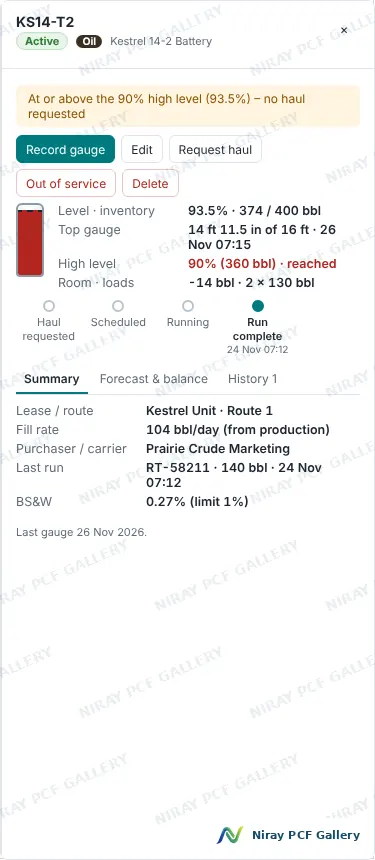 KS14-T2
×
Active Oil Kestrel 14-2 Battery
At or above the 90% high level (93.5%) – no haul
requested
Record gauge Edit Request haul
Out of service Delete
Level · inventory 93.5% · 374 / 400 bbl
Top gauge 14 ft 11.5 in of 16 ft · 26
Nov 07:15
High level 90% (360 bbl) · reached
Room · loads -14 bbl · 2 × 130 bbl
Haul requested Scheduled Running Run complete
24 Nov 07:12
Summary Forecast & balance History 1
Lease / route Kestrel Unit · Route 1
Fill rate 104 bbl/day (from production)
Purchaser / carrier Prairie Crude Marketing
Last run RT-58211 · 140 bbl · 24 Nov
07:12
BS&W 0.27% (limit 1%)
Last gauge 26 Nov 2026.
NIRAY PCF GALLERY
Niray PCF Gallery